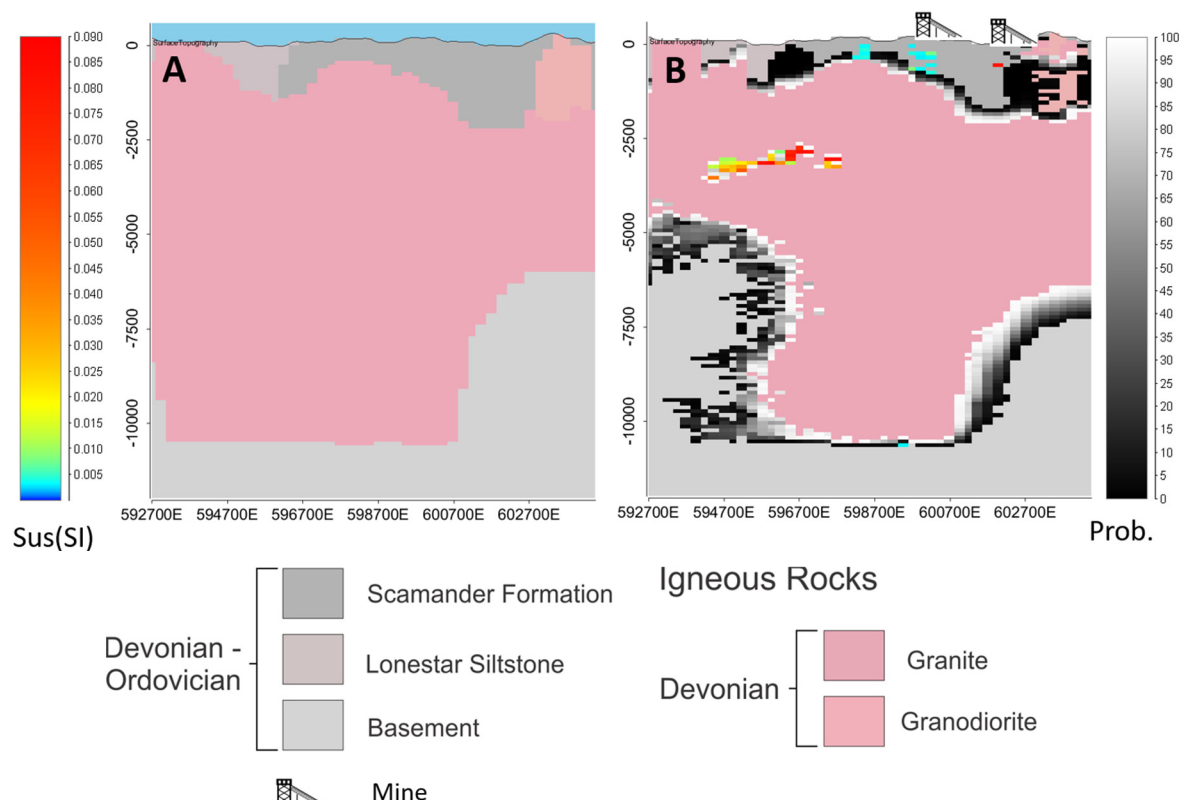 A
B
SurfaceTopography
SurfaceTopography
0.090
0.085
0.080
0.075
0.070
0.065
0.060
0.055
0.050
0.045
0.040
0.035
0.030
0.025
0.020
0.015
0.010
0.005
Sus(SI)
0
-2500
-5000
-7500
-10000
592700E 594700E 596700E 598700E 600700E 602700E
0
-2500
-5000
-7500
-10000
592700E 594700E 596700E 598700E 600700E 602700E
100
95
90
85
80
75
70
65
60
55
50
45
40
35
30
25
20
15
10
5
0
Prob.
Devonian -
Ordovician
Scamander Formation
Lonestar Siltstone
Basement
Mine
Igneous Rocks
Devonian
Granite
Granodiorite